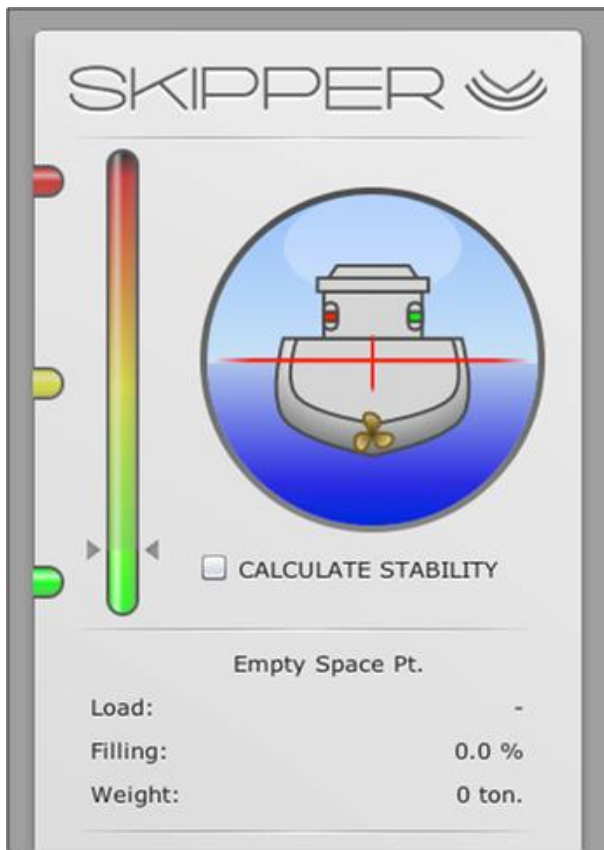 SKIPPER
CALCULATE STABILITY
Empty Space Pt.
Load: -
Filling: 0.0 %
Weight: 0 ton.